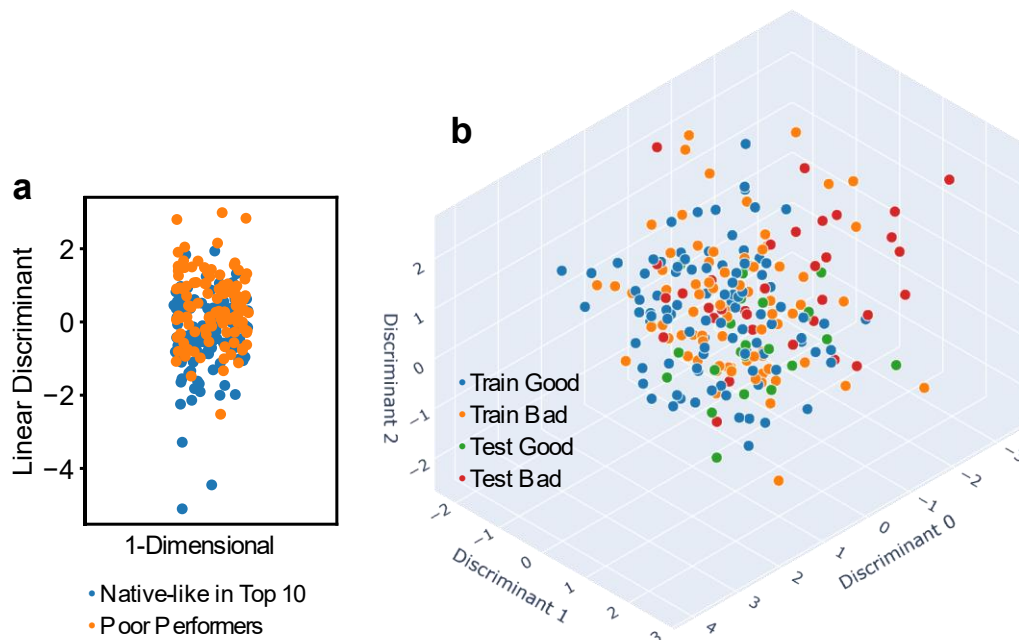 a
Linear Discriminant
2
0
−2
−4
1-Dimensional
Native-like in Top 10
Poor Performers
b
Discriminant 2
2
1
0
−1
−2
Train Good
Train Bad
Test Good
Test Bad
−2
−1
0
1
2
3
Discriminant 1
4
3
2
1
0
−1
−2
Discriminant 0